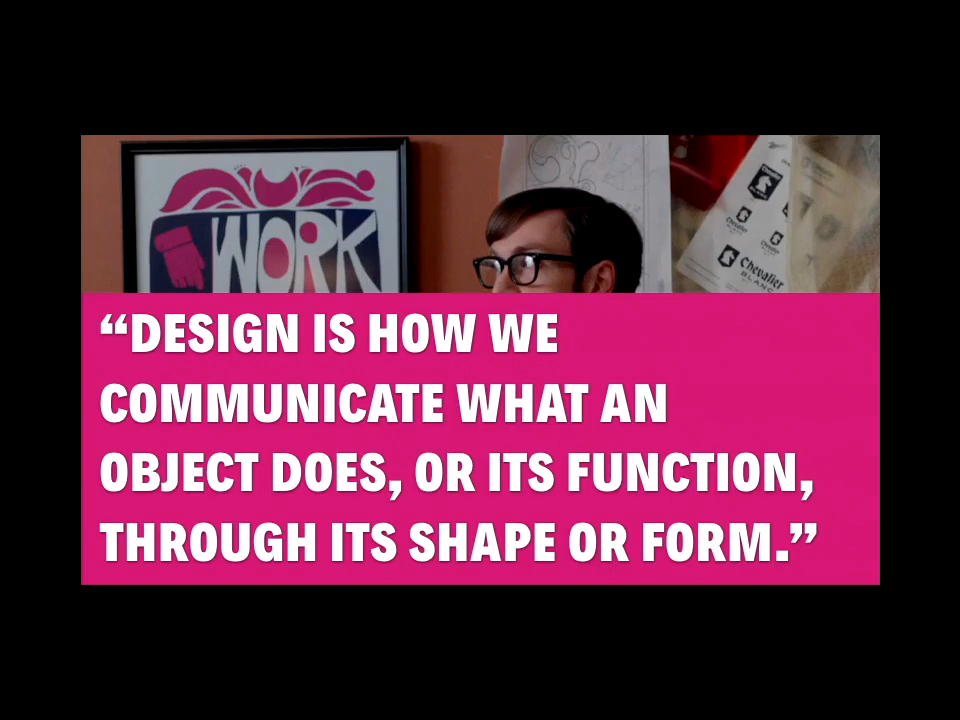 WORK
Chevalier
Chevalier
Chevalier
BLANC
“DESIGN IS HOW WE
COMMUNICATE WHAT AN
OBJECT DOES, OR ITS FUNCTION,
THROUGH ITS SHAPE OR FORM.”